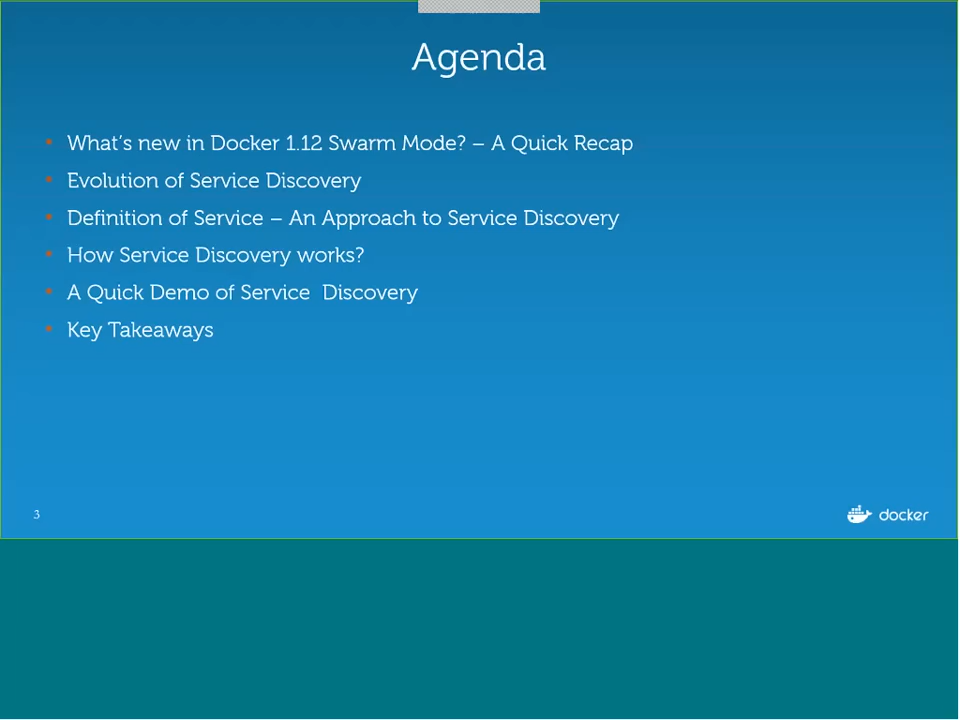 Agenda
• What's new in Docker 1.12 Swarm Mode? – A Quick Recap
• Evolution of Service Discovery
• Definition of Service – An Approach to Service Discovery
• How Service Discovery works?
• A Quick Demo of Service  Discovery
• Key Takeaways
3
docker